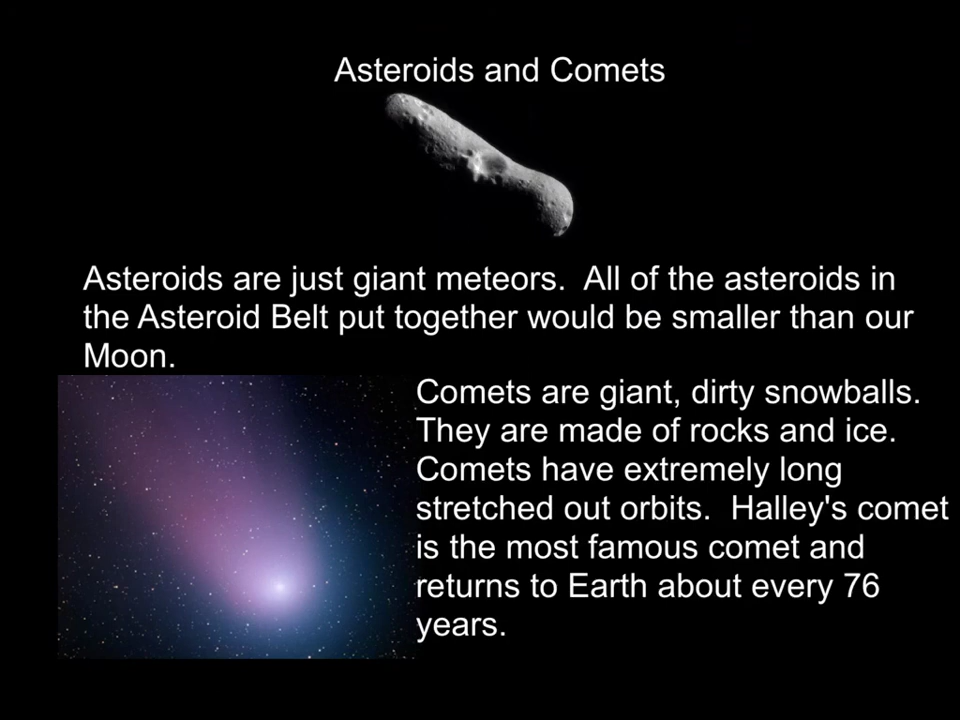 Asteroids and Comets
Asteroids are just giant meteors.  All of the asteroids in
the Asteroid Belt put together would be smaller than our
Moon.
Comets are giant, dirty snowballs.
They are made of rocks and ice.
Comets have extremely long
stretched out orbits.  Halley's comet
is the most famous comet and
returns to Earth about every 76
years.